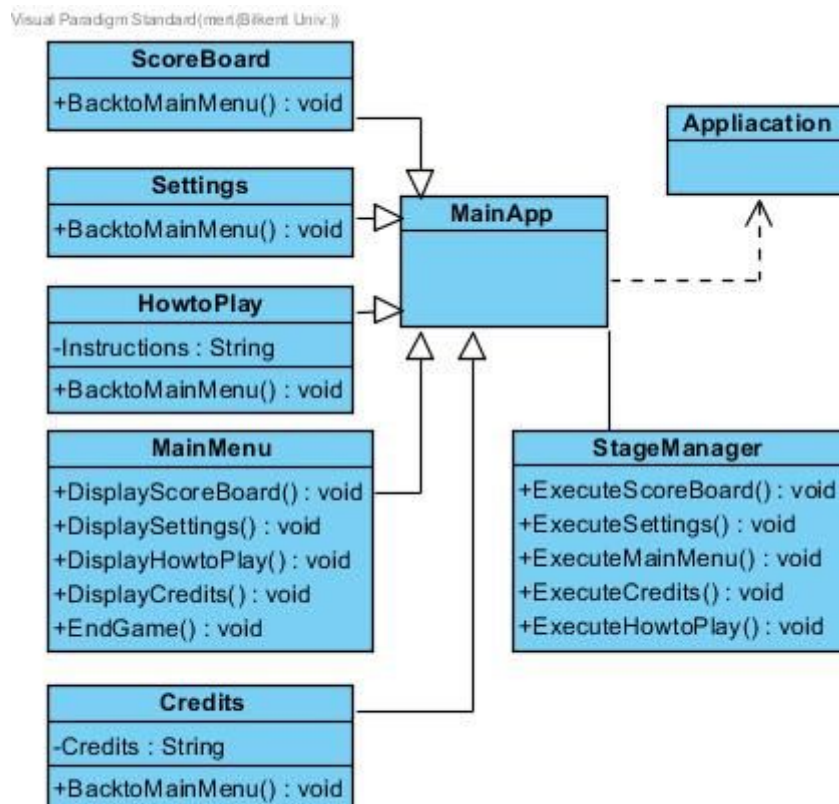 Visual Paradigm Standard(mert(Bilkent Univ.))
ScoreBoard
+BacktoMainMenu() : void
Settings
+BacktoMainMenu() : void
HowtoPlay
-Instructions : String
+BacktoMainMenu() : void
MainMenu
+DisplayScoreBoard() : void
+DisplaySettings() : void
+DisplayHowtoPlay() : void
+DisplayCredits() : void
+EndGame() : void
Credits
-Credits : String
+BacktoMainMenu() : void
MainApp
Appliacation
StageManager
+ExecuteScoreBoard() : void
+ExecuteSettings() : void
+ExecuteMainMenu() : void
+ExecuteCredits() : void
+ExecuteHowtoPlay() : void